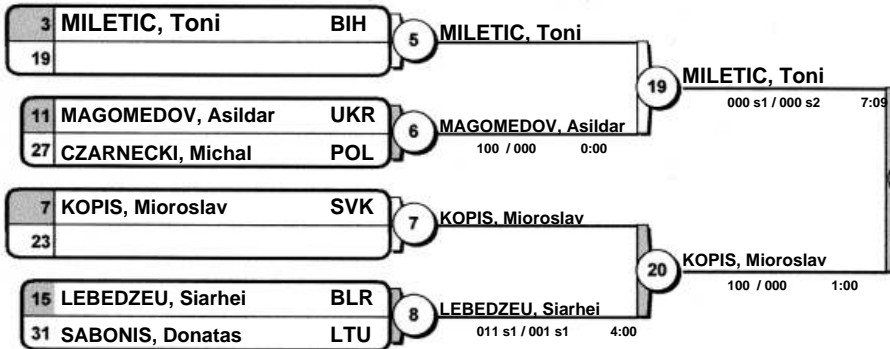 3 MILETIC, Toni BIH
19
5
MILETIC, Toni
11 MAGOMEDOV, Asildar UKR
27 CZARNECKI, Michal POL
6
MAGOMEDOV, Asildar
100 / 000 0:00
19
MILETIC, Toni
000 s1 / 000 s2 7:09
7 KOPIS, Mioroslav SVK
23
7
KOPIS, Mioroslav
15 LEBEDZEU, Siarhei BLR
31 SABONIS, Donatas LTU
8
LEBEDZEU, Siarhei
011 s1 / 001 s1 4:00
20
KOPIS, Mioroslav
100 / 000 1:00